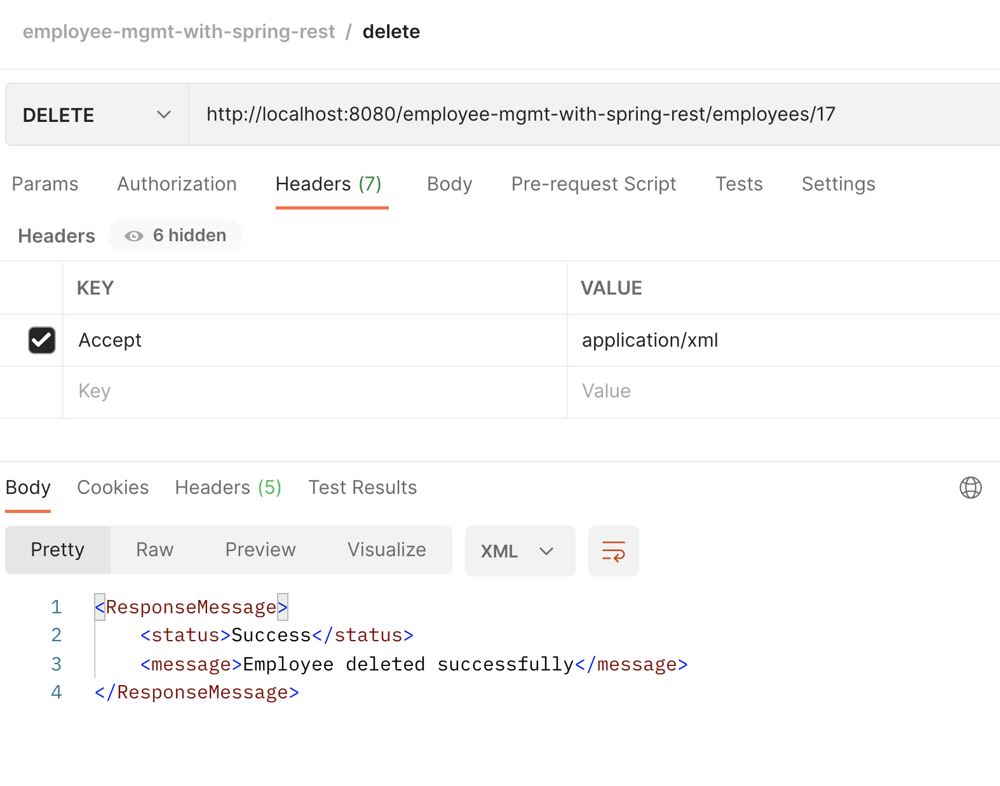 employee-mgmt-with-spring-rest / delete
DELETE http://localhost:8080/employee-mgmt-with-spring-rest/employees/17
Params Authorization Headers (7) Body Pre-request Script Tests Settings
Headers 6 hidden
KEY VALUE
Accept application/xml
Key Value
Body Cookies Headers (5) Test Results
Pretty Raw Preview Visualize XML
1 <ResponseMessage>
2     <status>Success</status>
3     <message>Employee deleted successfully</message>
4 </ResponseMessage>